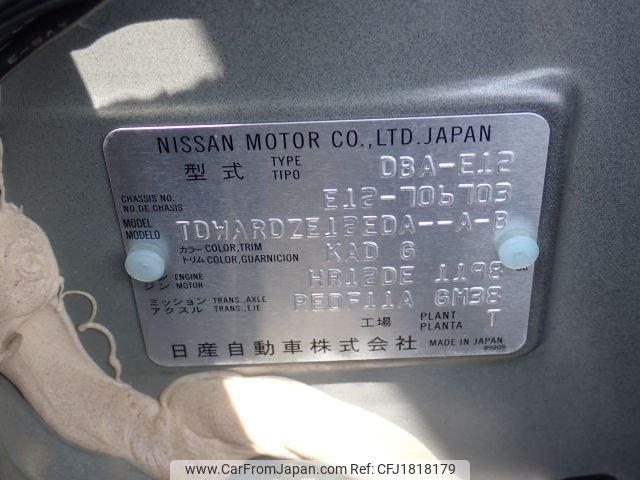 NISSAN MOTOR CO.,LTD.JAPAN
型式 TYPE TIPO DBA-E12
CHASSIS NO. NO.DE CHASIS E12-706703
MODEL MODELO TDWARDZE12EDA--A-B
カラー COLOR,TRIM トリム COLOR,GUARNICION KAD G
ジン ENGINE MOTOR HR12DE 1198 cc
ミッション アクスル TRANS.,AXLE TRANS.,EJE RE0F11A GM38
工場 PLANT PLANTA T
日産自動車株式会社 MADE IN JAPAN
#9909
www.CarFromJapan.com Ref: CFJ1818179